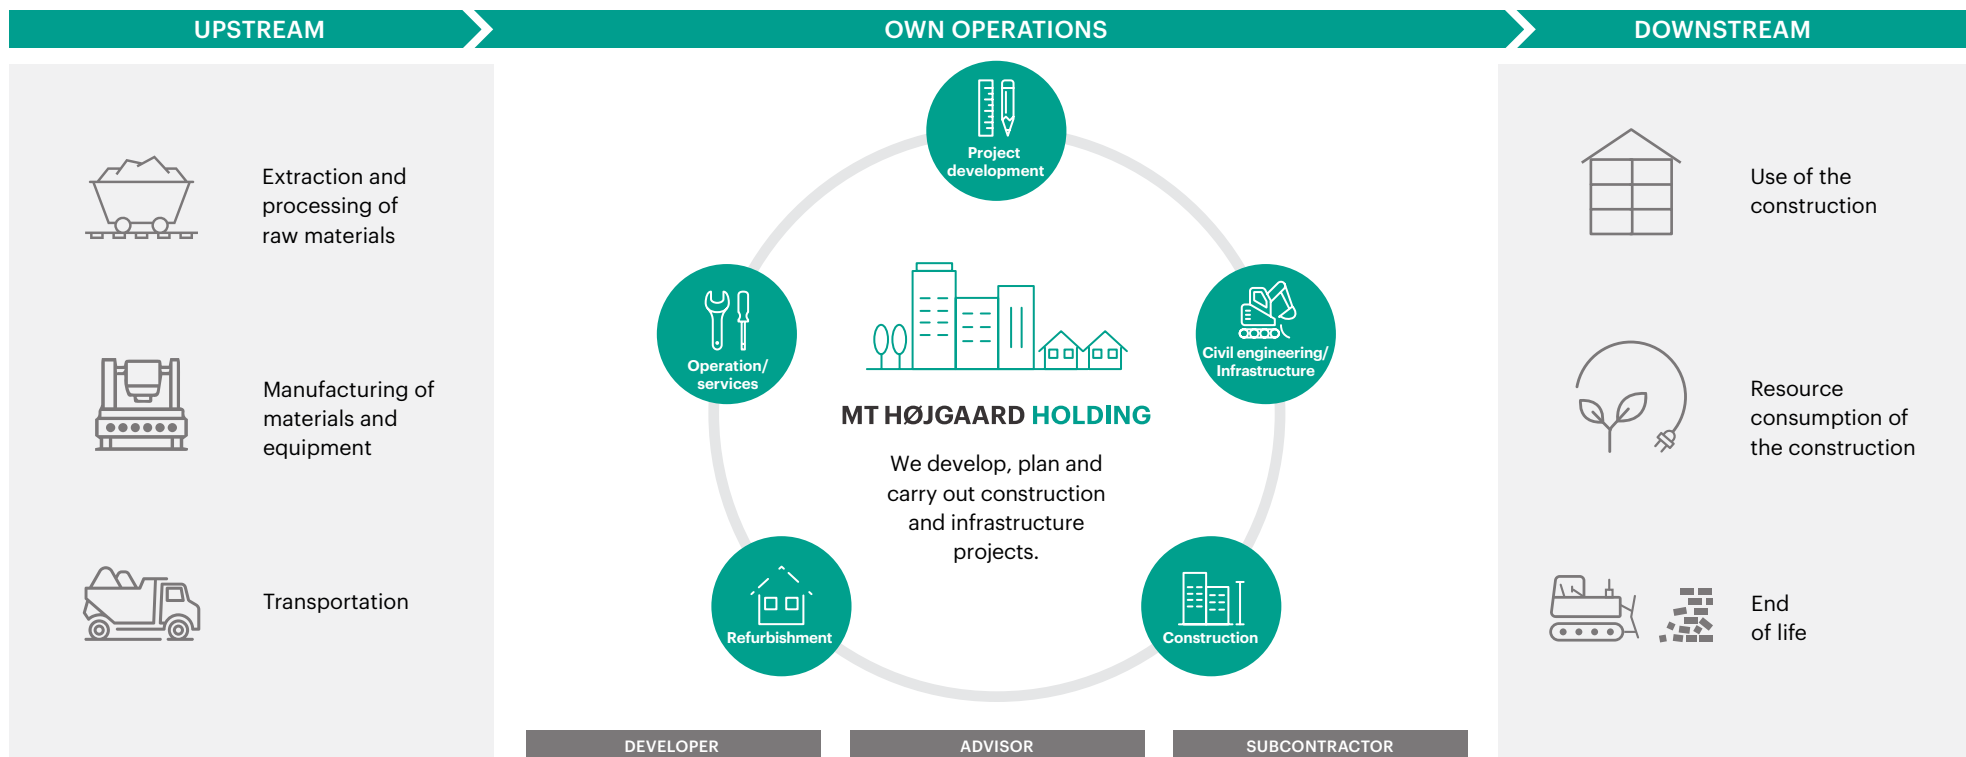 UPSTREAM
OWN OPERATIONS
DOWNSTREAM
Extraction and
processing of
raw materials
Manufacturing of
materials and
equipment
Transportation
Project
development
Operation/
services
Civil engineering/
Infrastructure
MT HØJGAARD HOLDING
We develop, plan and
carry out construction
and infrastructure
projects.
Refurbishment
Construction
DEVELOPER
ADVISOR
SUBCONTRACTOR
Use of the
construction
Resource
consumption of
the construction
End
of life